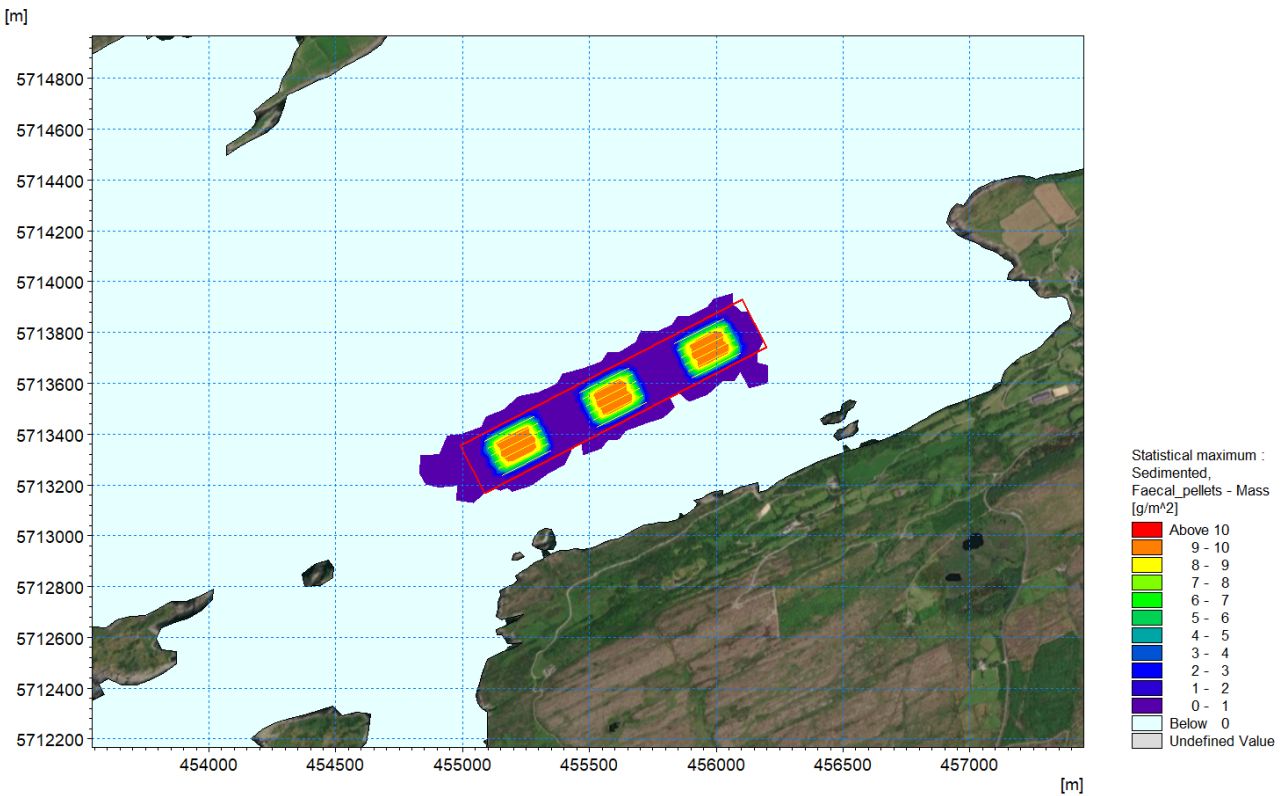 [m]
5714800
5714600
5714400
5714200
5714000
5713800
5713600
5713400
5713200
5713000
5712800
5712600
5712400
5712200
454000 454500 455000 455500 456000 456500 457000
[m]
Statistical maximum :
Sedimented,
Faecal_pellets - Mass
[g/m^2]
Above 10
9 - 10
8 - 9
7 - 8
6 - 7
5 - 6
4 - 5
3 - 4
2 - 3
1 - 2
0 - 1
Below 0
Undefined Value